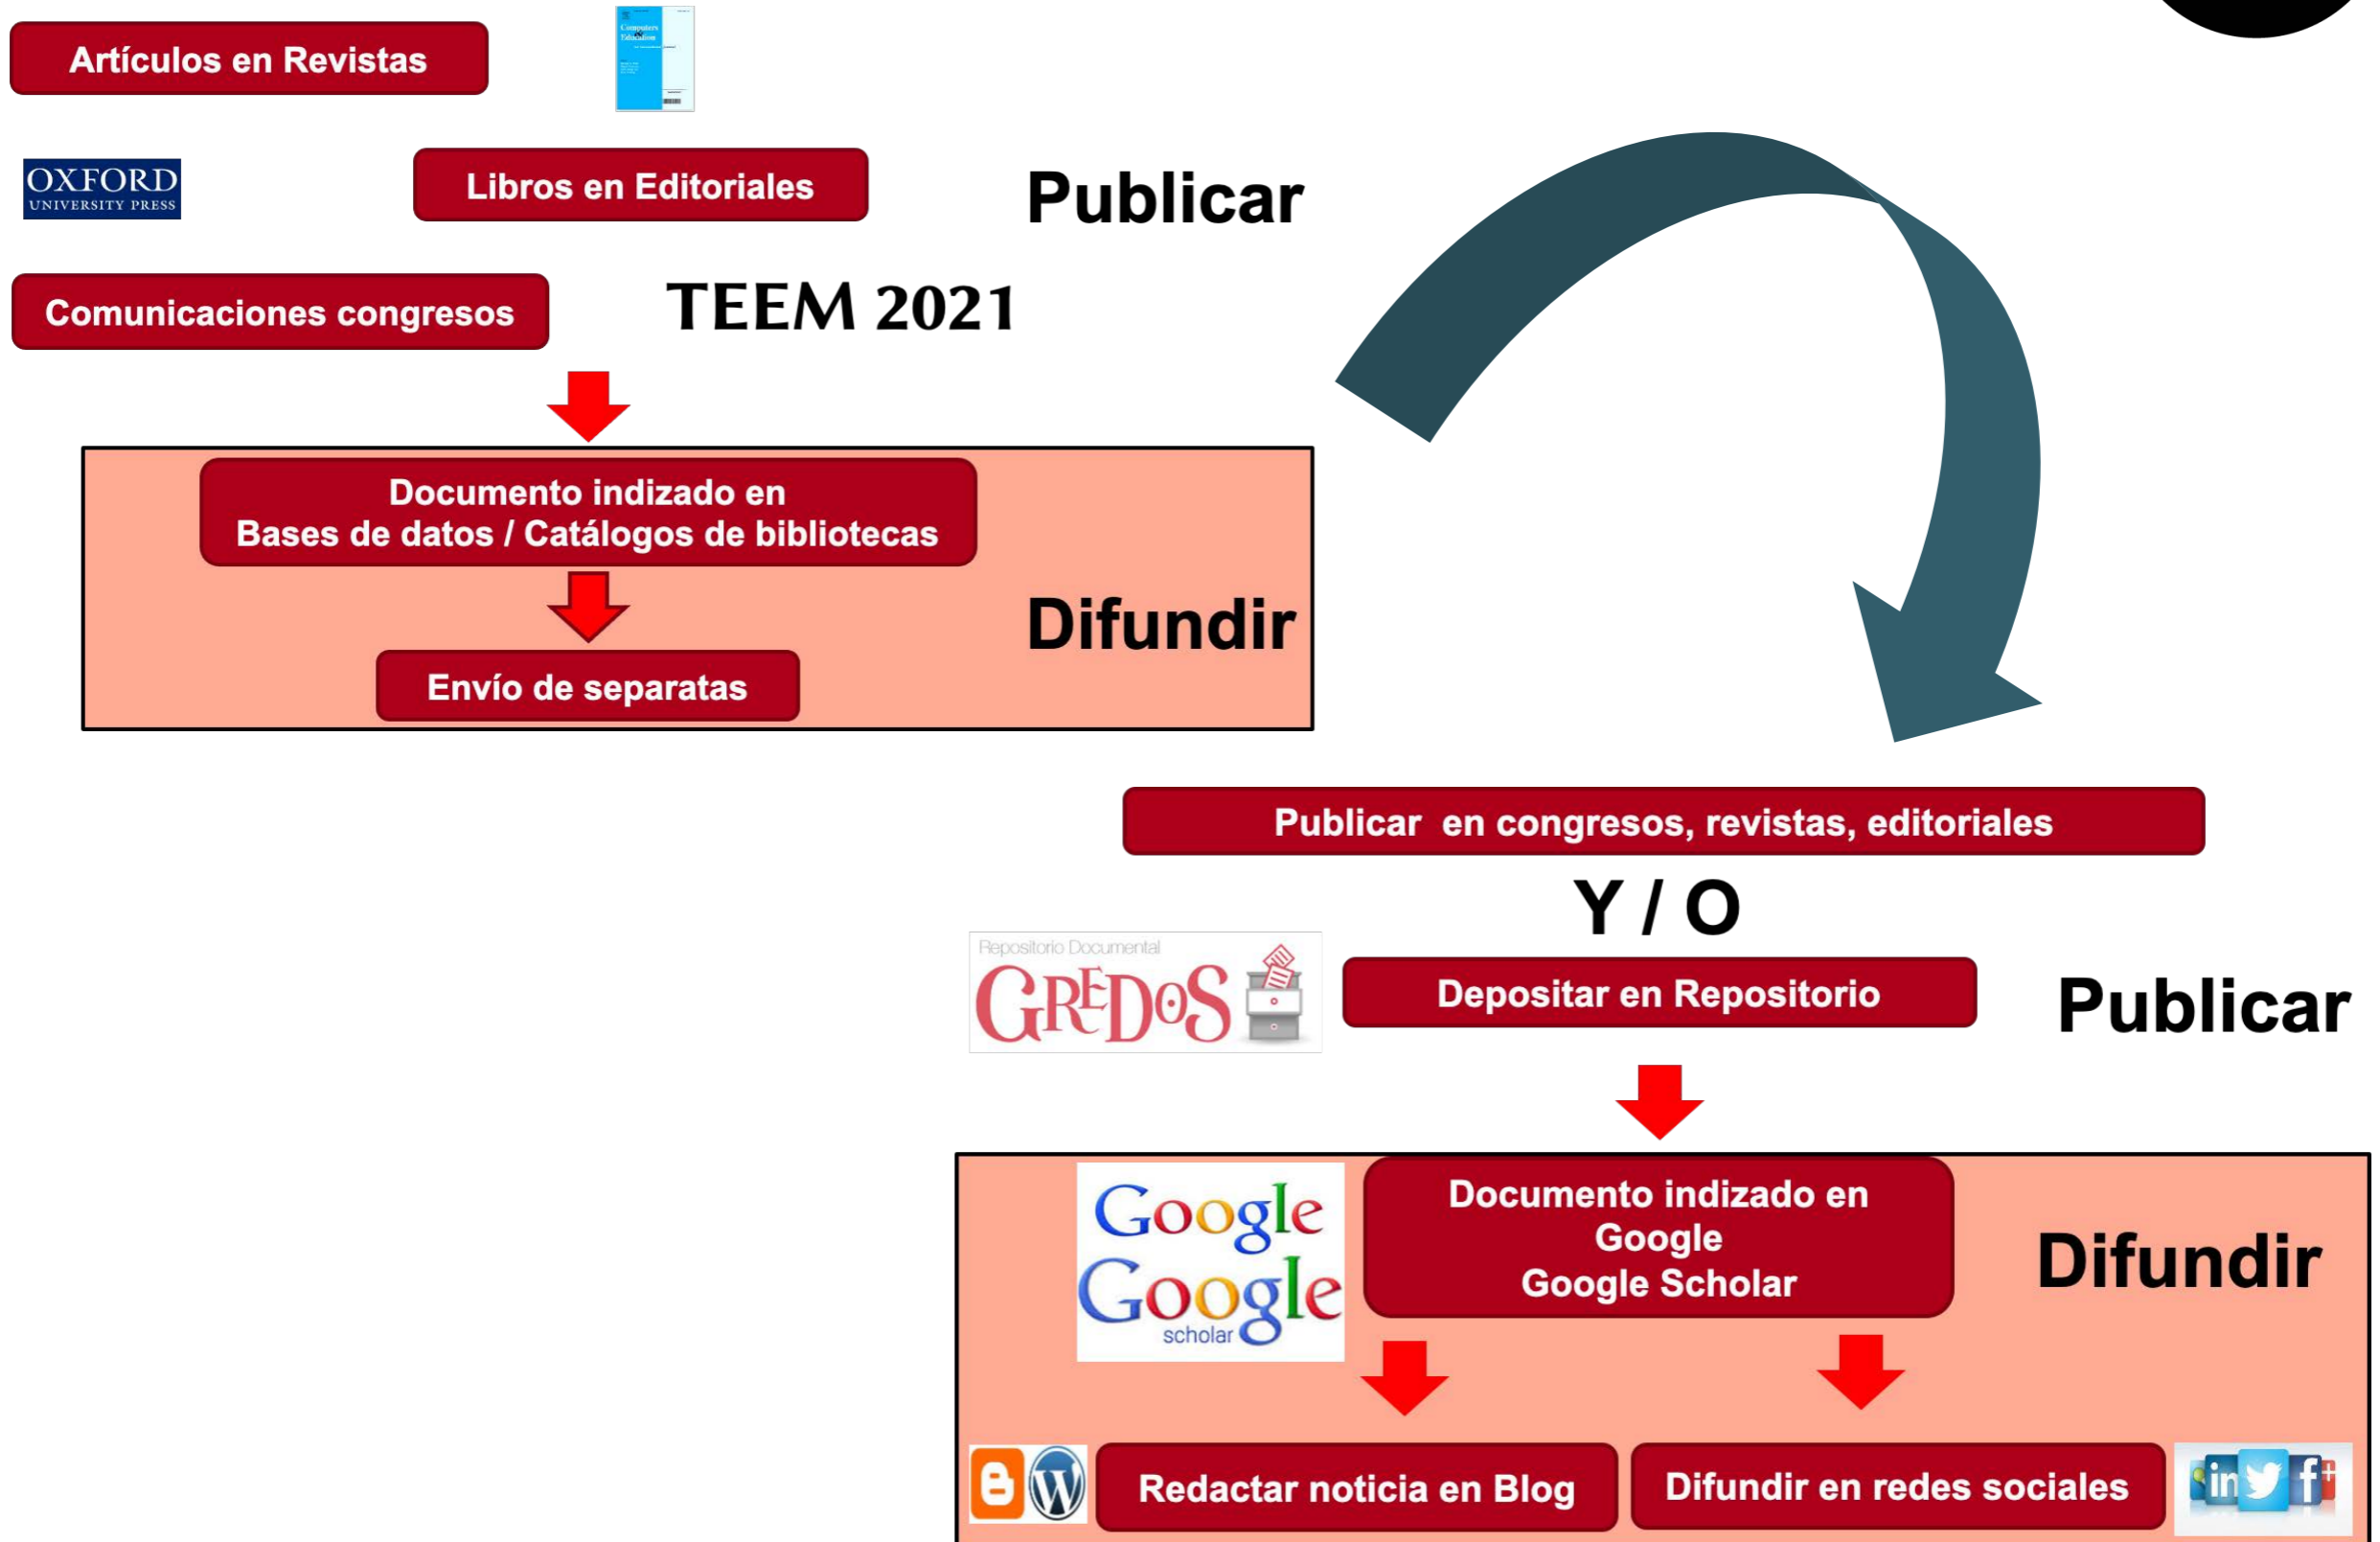 Artículos en Revistas
Computers
Education
OXFORD
UNIVERSITY PRESS
Libros en Editoriales
Publicar
Comunicaciones congresos
TEEM 2021
Documento indizado en
Bases de datos / Catálogos de bibliotecas
Difundir
Envío de separatas
Publicar en congresos, revistas, editoriales
Y / O
Repositorio Documental
GREDOS
Depositar en Repositorio
Publicar
Google
Google
scholar
Documento indizado en
Google
Google Scholar
Difundir
Redactar noticia en Blog
Difundir en redes sociales
in
f